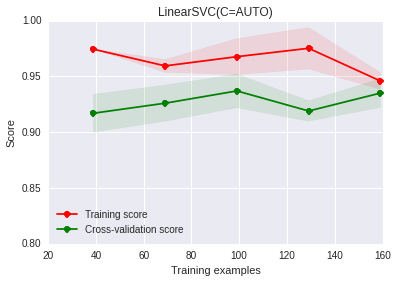 LinearSVC(C=AUTO)
1.00
0.95
0.90
0.85
0.80
Score
Training score
Cross-validation score
20 40 60 80 100 120 140 160
Training examples